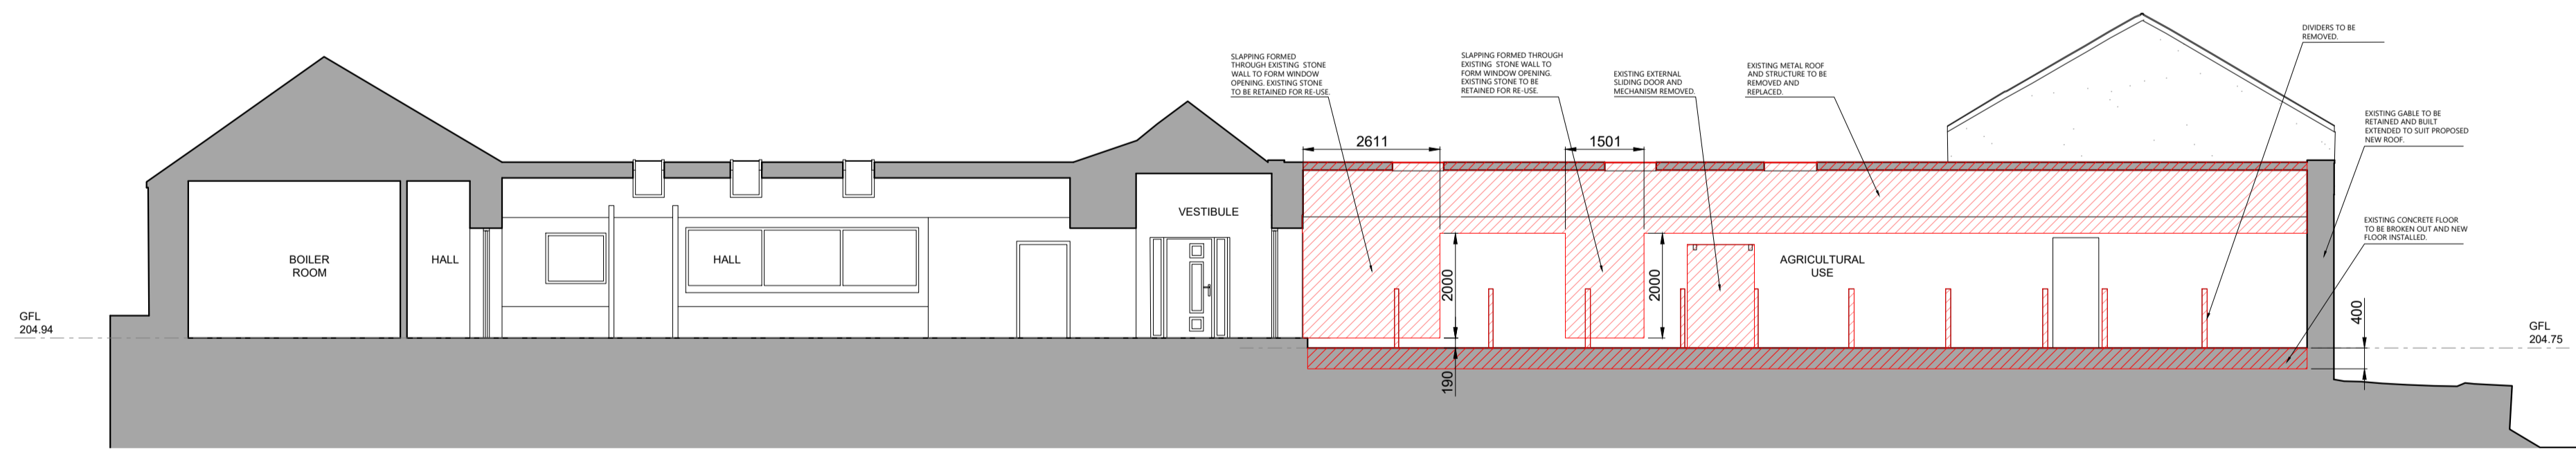 DIVIDERS TO BE
REMOVED.
SLAPPING FORMED
THROUGH EXISTING STONE
WALL TO FORM WINDOW
OPENING. EXISTING STONE
TO BE RETAINED FOR RE-USE.
SLAPPING FORMED THROUGH
EXISTING STONE WALL TO
FORM WINDOW OPENING.
EXISTING STONE TO BE
RETAINED FOR RE-USE.
EXISTING EXTERNAL
SLIDING DOOR AND
MECHANISM REMOVED.
EXISTING METAL ROOF
AND STRUCTURE TO BE
REMOVED AND
REPLACED.
EXISTING GABLE TO BE
RETAINED AND BUILT
EXTENDED TO SUIT PROPOSED
NEW ROOF.
2611
1501
VESTIBULE
EXISTING CONCRETE FLOOR
TO BE BROKEN OUT AND NEW
FLOOR INSTALLED.
BOILER
ROOM
HALL
HALL
AGRICULTURAL
USE
2000
2000
GFL
204.94
400
GFL
204.75
190